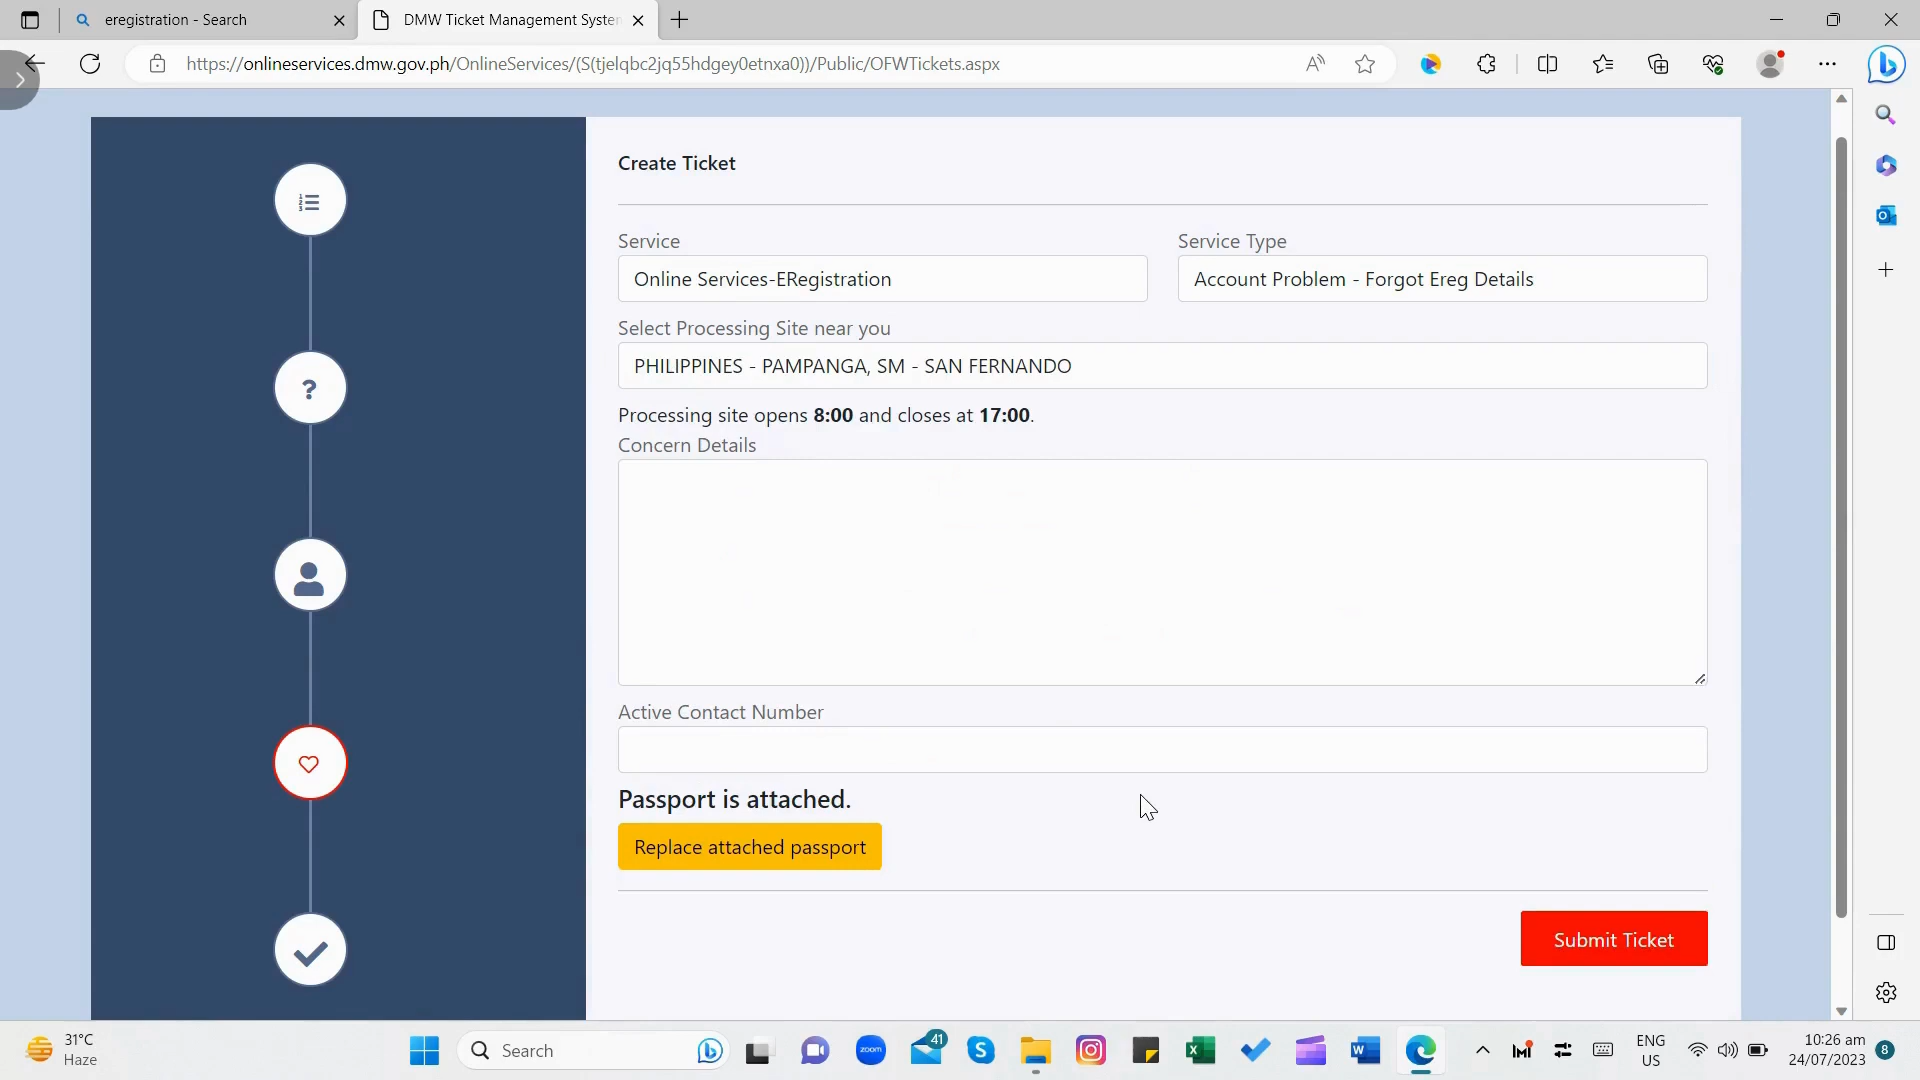 eregistration - Search
DMW Ticket Management System
https://onlineservices.dmw.gov.ph/OnlineServices/(S(tjelqbc2jq55hdgey0etnxa0))/Public/OFWTickets.aspx
Create Ticket
Service
Service Type
Online Services-ERegistration
Account Problem - Forgot Ereg Details
Select Processing Site near you
PHILIPPINES - PAMPANGA, SM - SAN FERNANDO
Processing site opens 8:00 and closes at 17:00.
Concern Details
Active Contact Number
Passport is attached.
Replace attached passport
Submit Ticket
31°C
Haze
Search
zoom
41
ENG
US
10:26 am
24/07/2023
8